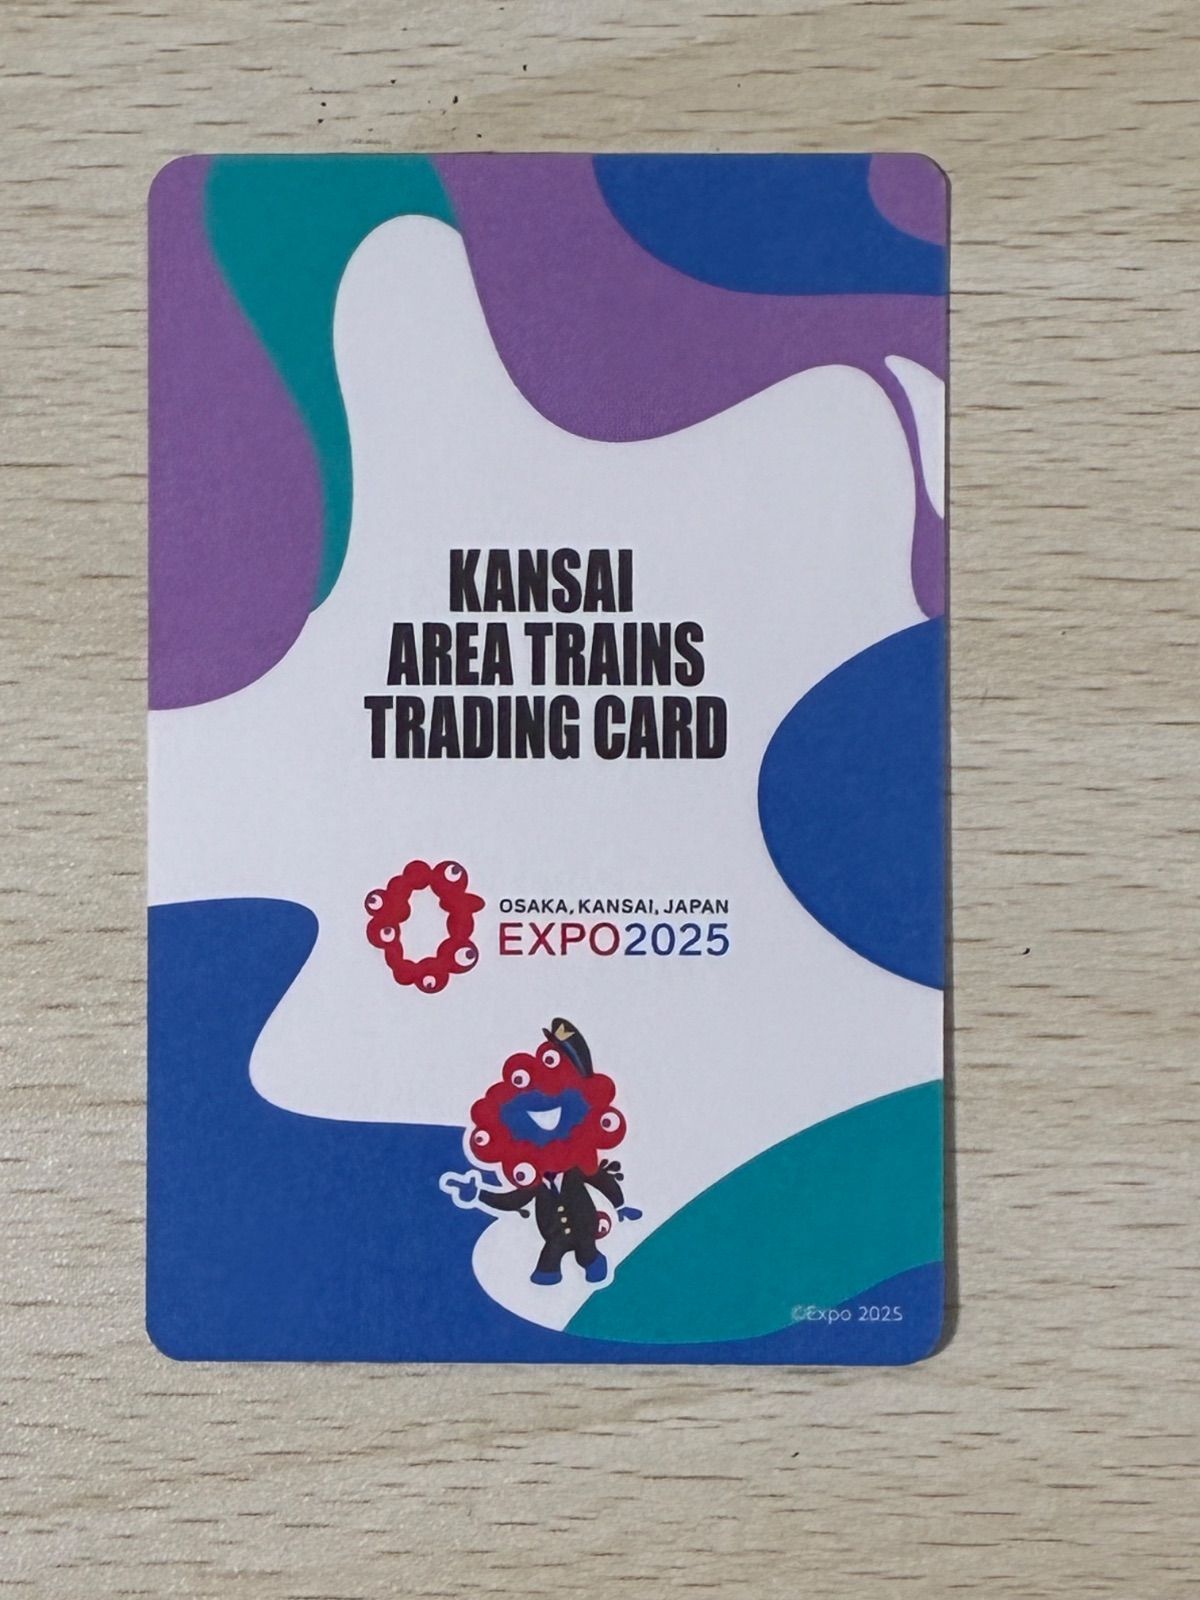 KANSAI
AREA TRAINS
TRADING CARD
OSAKA, KANSAI, JAPAN
EXPO2025
©Expo 2025